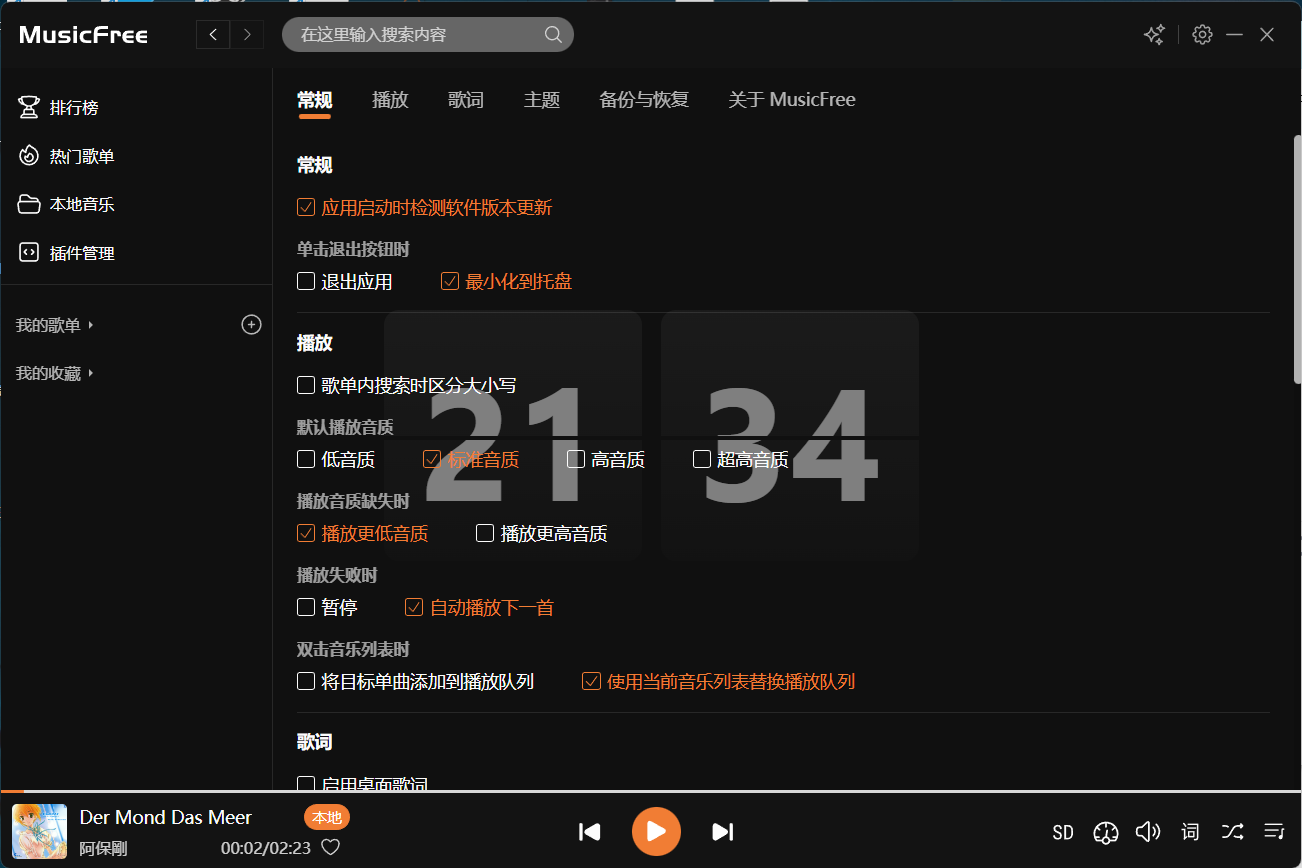 MusicFree
在这里输入搜索内容
排行榜
热门歌单
本地音乐
插件管理
我的歌单
我的收藏
常规 播放 歌词 主题 备份与恢复 关于 MusicFree
常规
应用启动时检测软件版本更新
单击退出按钮时
退出应用 最小化到托盘
播放
歌单内搜索时区分大小写
默认播放音质
低音质 标准音质 高音质 超高音质
21 34
播放音质缺失时
播放更低音质 播放更高音质
播放失败时
暂停 自动播放下一首
双击音乐列表时
将目标单曲添加到播放队列 使用当前音乐列表替换播放队列
歌词
启用桌面歌词
Der Mond Das Meer 本地
阿保剛 00:02/02:23
SD 词